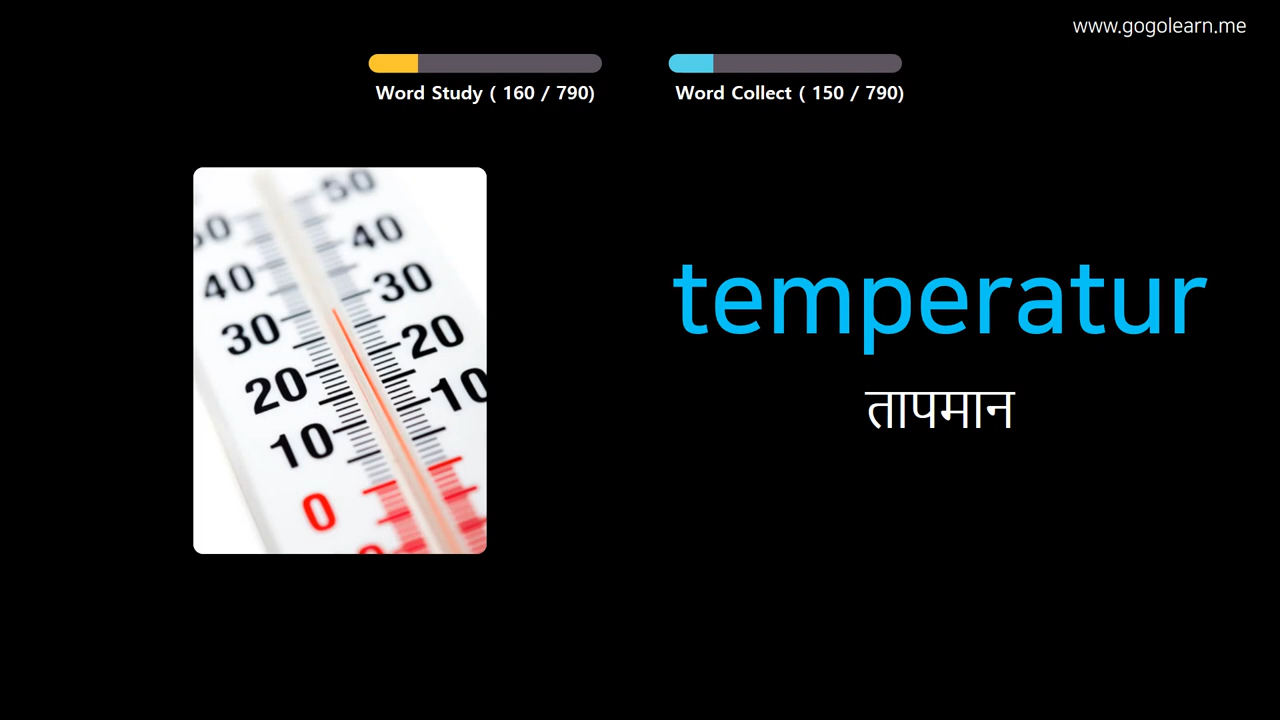 www.gogolearn.me
Word Study ( 160 / 790)
Word Collect ( 150 / 790)
50
50 40
40 30
30 20
20 10
10
0
temperatur
तापमान